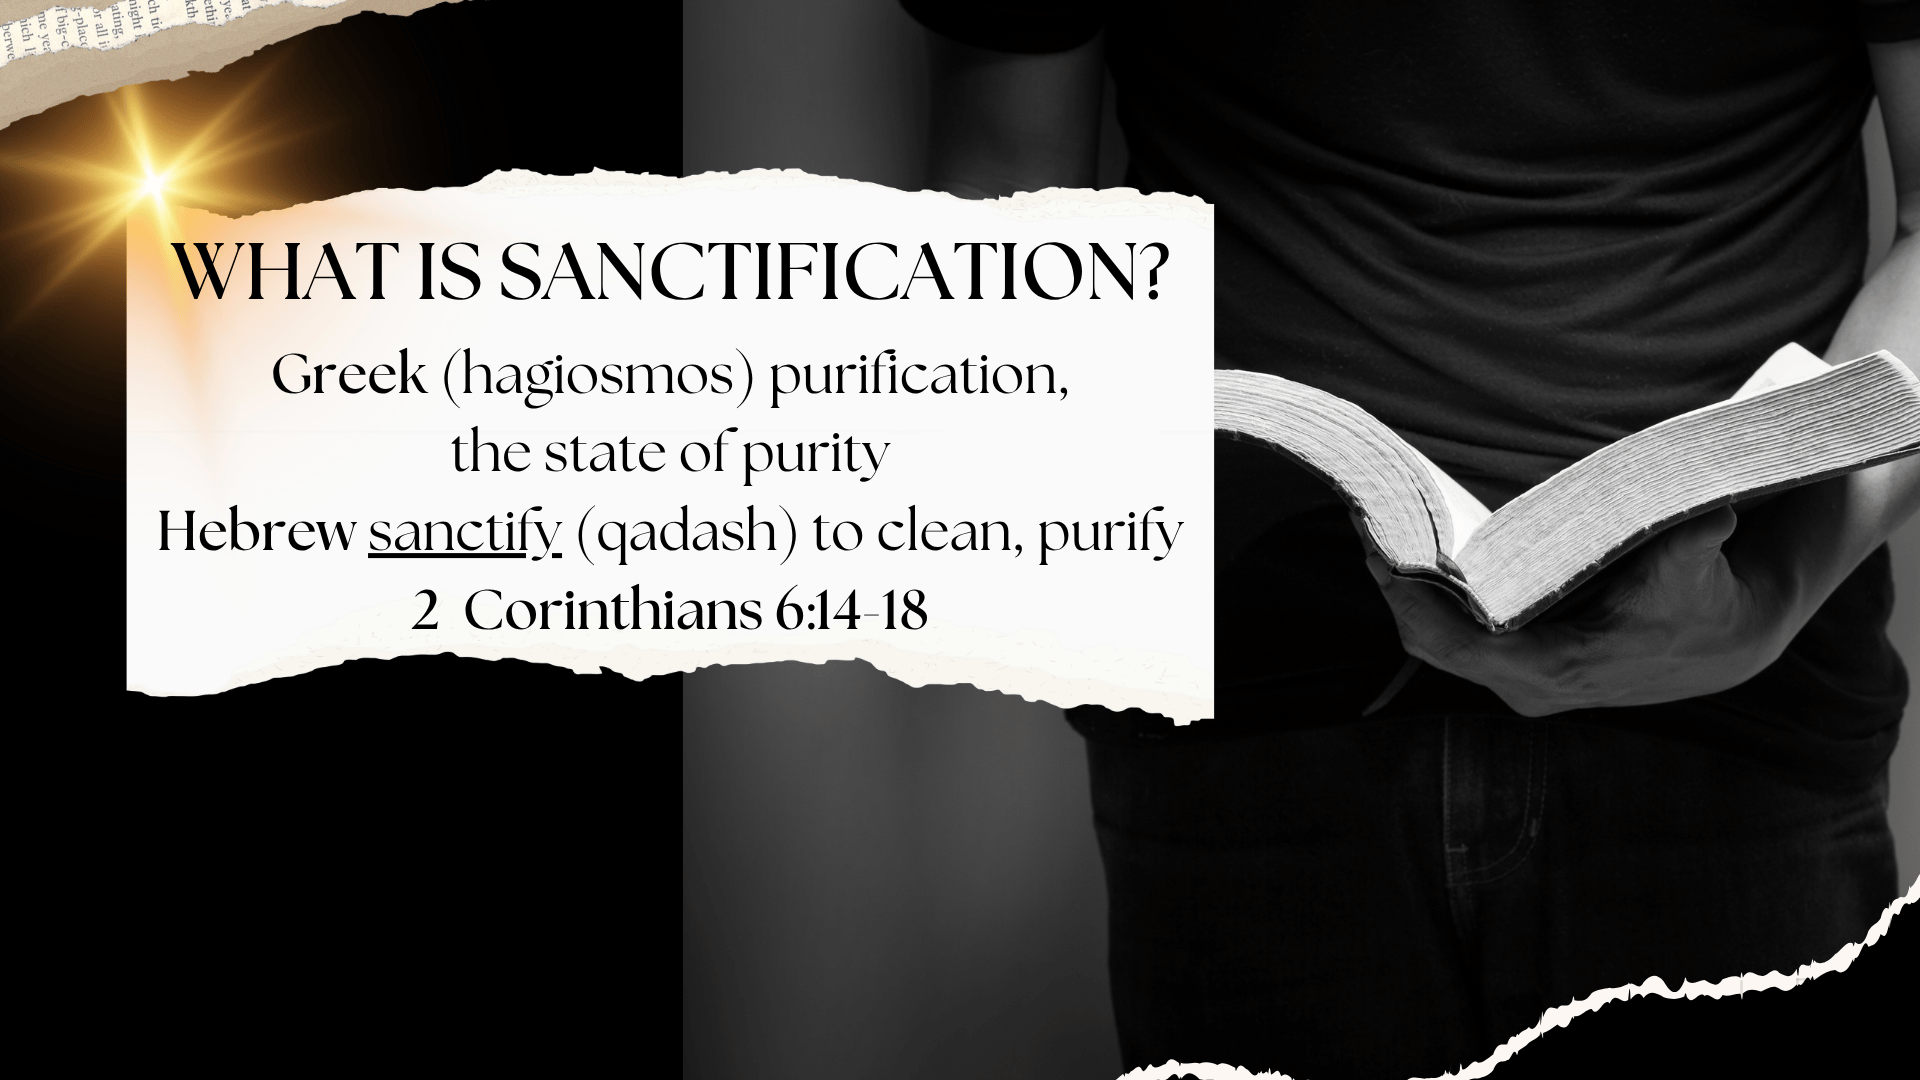 WHAT IS SANCTIFICATION?
Greek (hagiosmos) purification,
the state of purity
Hebrew sanctify (qadash) to clean, purify
2 Corinthians 6:14-18